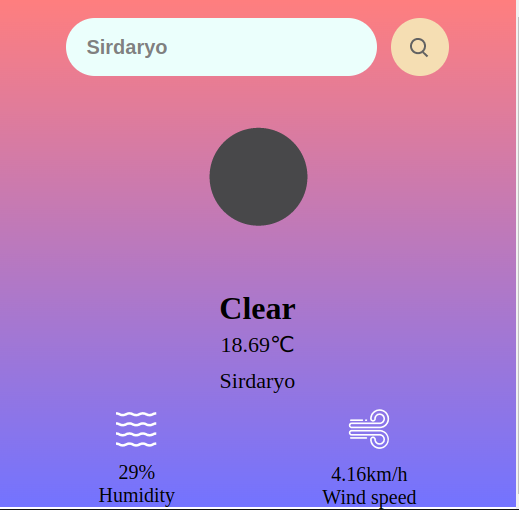 Sirdaryo
Clear
18.69℃
Sirdaryo
29%
Humidity
4.16km/h
Wind speed